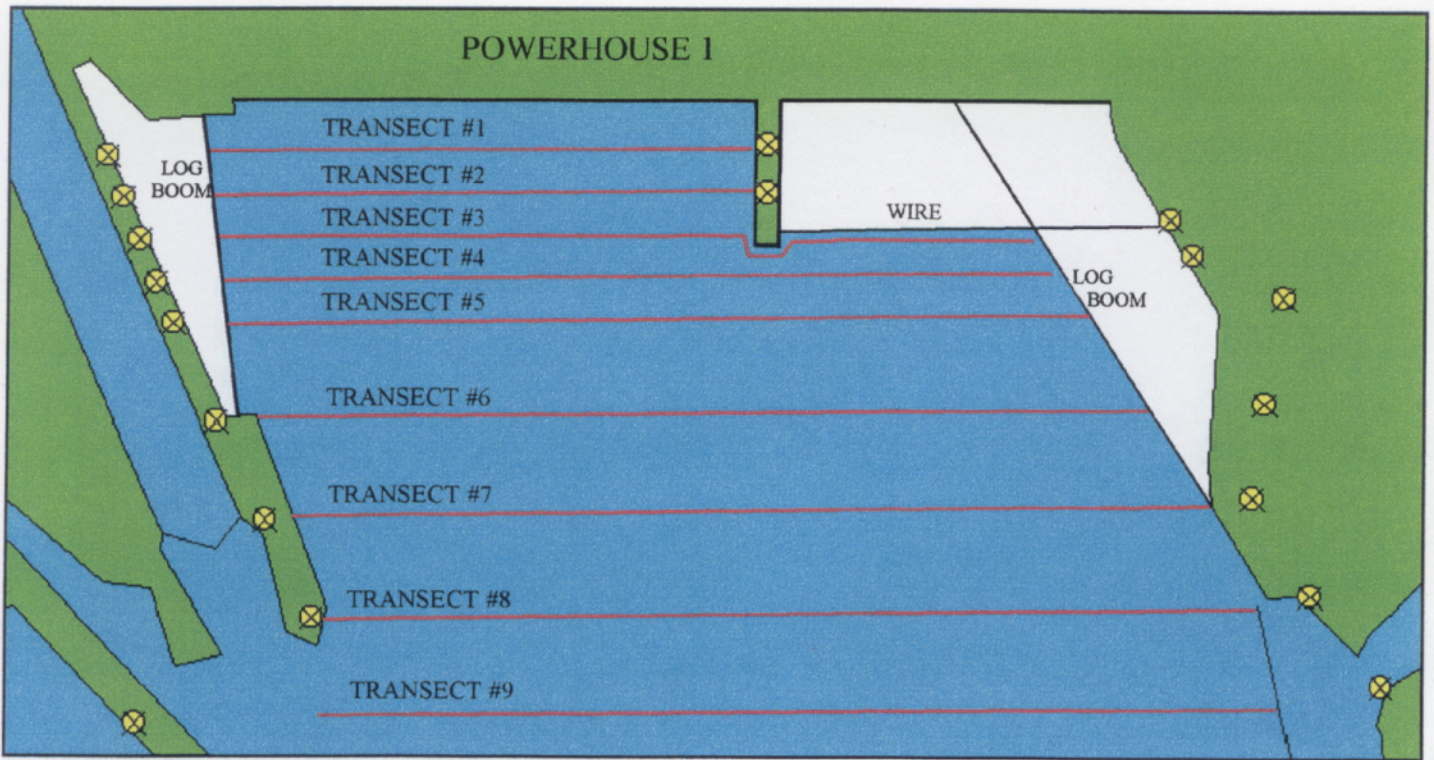 POWERHOUSE 1
TRANSECT #1
LOG
BOOM
TRANSECT #2
TRANSECT #3
WIRE
TRANSECT #4
LOG
BOOM
TRANSECT #5
TRANSECT #6
TRANSECT #7
TRANSECT #8
TRANSECT #9